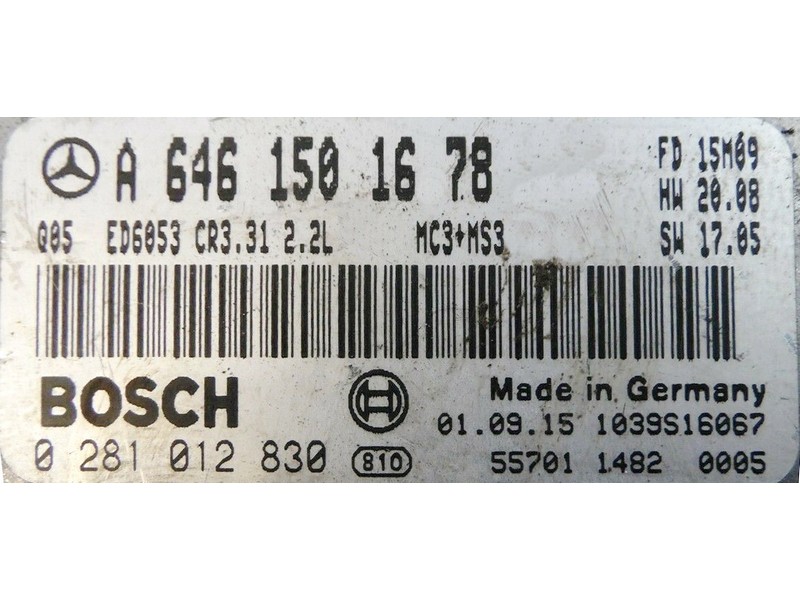 A 646 150 16 78 FD 15M09
HW 20.08
Q05 ED6053 CR3.31 2.2L MC3+MS3 SW 17.05
BOSCH Made in Germany
01.09.15 1039S16067
0 281 012 830 810 55701 1482 0005